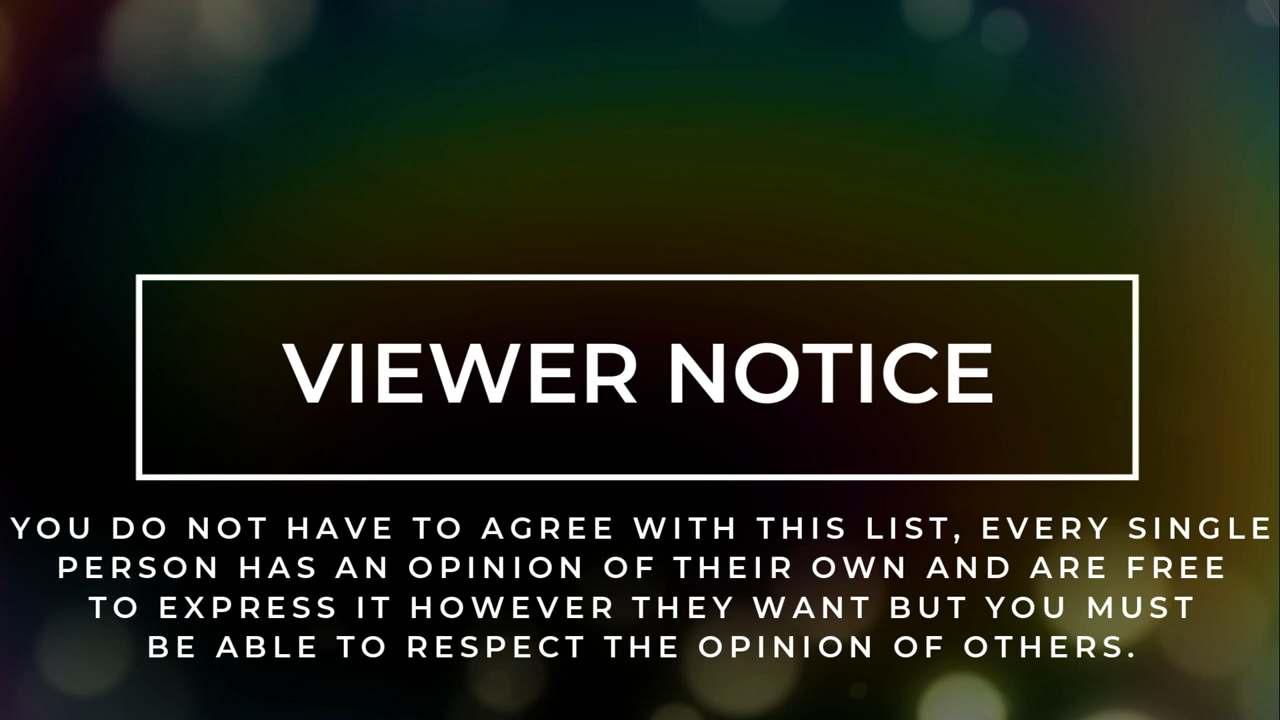 VIEWER NOTICE
YOU DO NOT HAVE TO AGREE WITH THIS LIST, EVERY SINGLE
PERSON HAS AN OPINION OF THEIR OWN AND ARE FREE
TO EXPRESS IT HOWEVER THEY WANT BUT YOU MUST
BE ABLE TO RESPECT THE OPINION OF OTHERS.